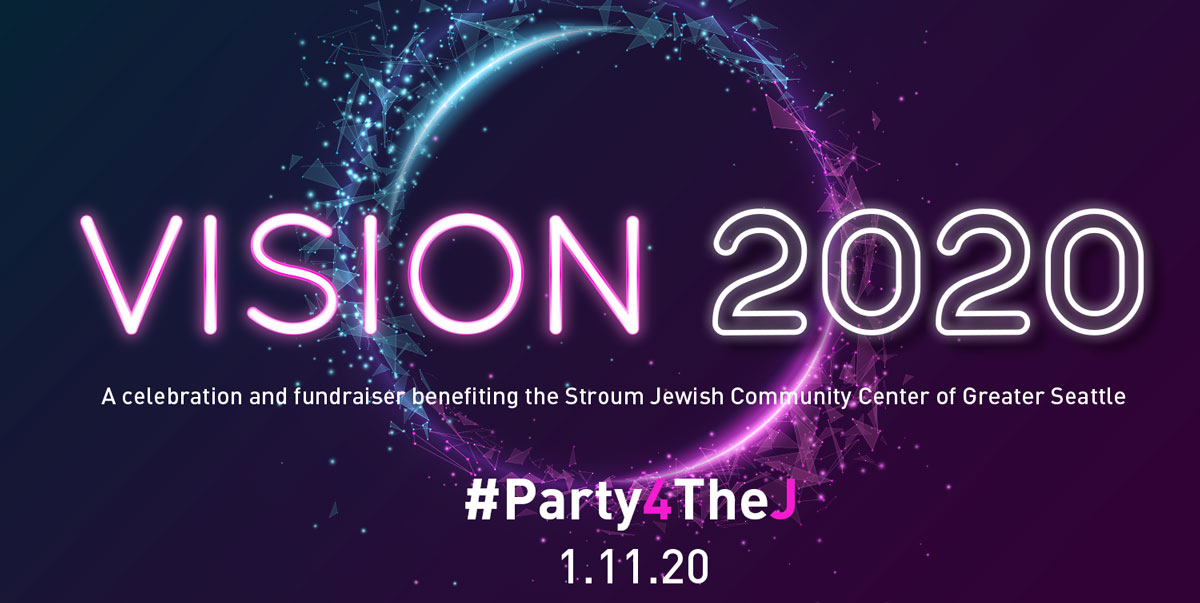 VISION 2020
A celebration and fundraiser benefiting the Stroum Jewish Community Center of Greater Seattle
#Party4TheJ
1.11.20